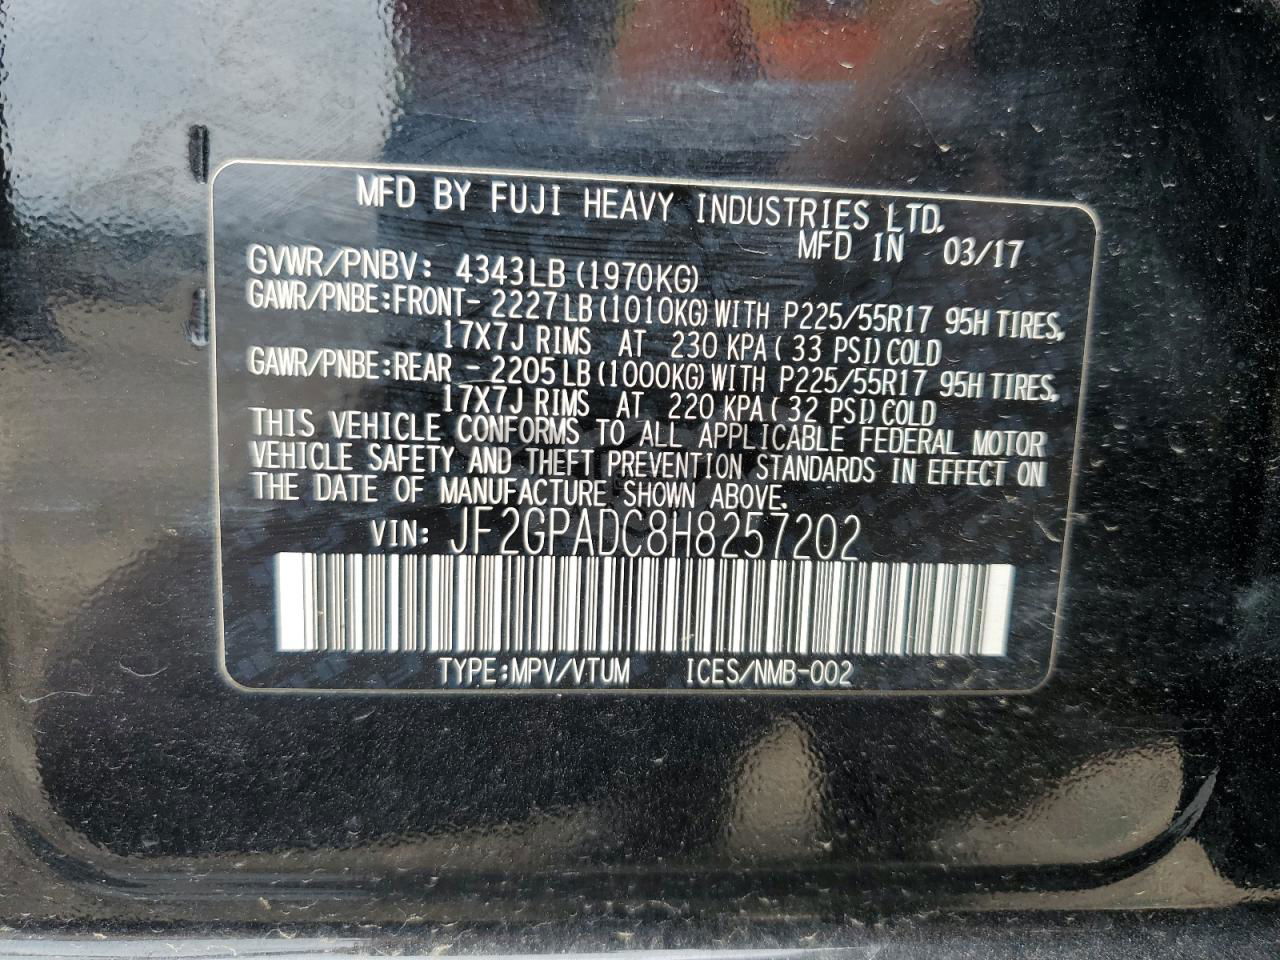 MFD BY FUJI HEAVY INDUSTRIES LTD.
MFD IN 03/17
GVWR/PNBV: 4343LB (1970KG)
GAWR/PNBE:FRONT- 2227LB (1010KG) WITH P225/55R17 95H TIRES,
17X7J RIMS AT 230 KPA ( 33 PSI) COLD
GAWR/PNBE:REAR - 2205LB (1000KG) WITH P225/55R17 95H TIRES,
17X7J RIMS AT 220 KPA ( 32 PSI) COLD
THIS VEHICLE CONFORMS TO ALL APPLICABLE FEDERAL MOTOR
VEHICLE SAFETY AND THEFT PREVENTION STANDARDS IN EFFECT ON
THE DATE OF MANUFACTURE SHOWN ABOVE.
VIN: JF2GPADC8H8257202
TYPE:MPV/VTUM ICES/NMB-002